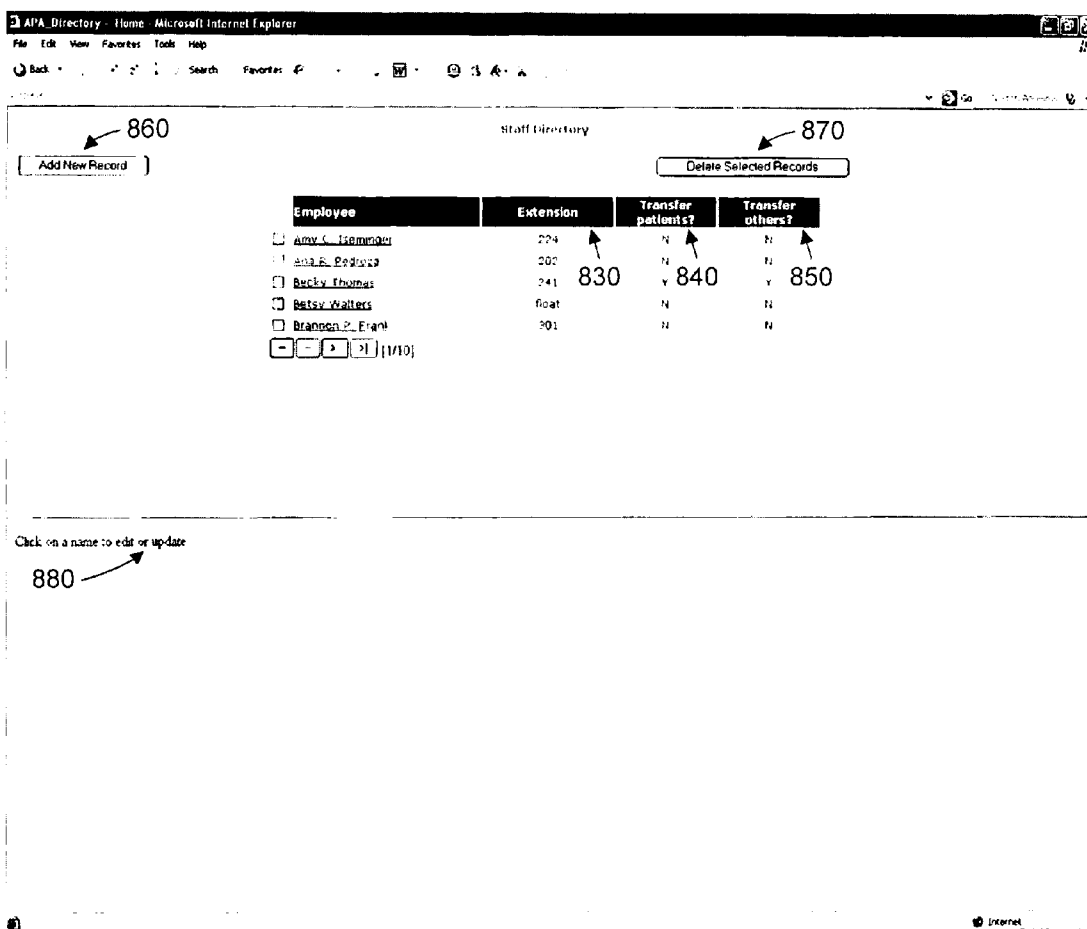 APA_Directory - Home - Microsoft Internet Explorer
File Edit View Favorites Tools Help
Back Search Favorites
Go
860
Staff Directory
870
Add New Record
Delete Selected Records
Employee Extension Transfer patients? Transfer others?
Amy C. Iseminger 224 N N
Ana B. Pedroza 202 N N
Becky Thomas 241 Y Y
830 840 850
Betsy Walters float N N
Brannon P. Frank 301 N N
[1/10]
Click on a name to edit or update
880
Internet